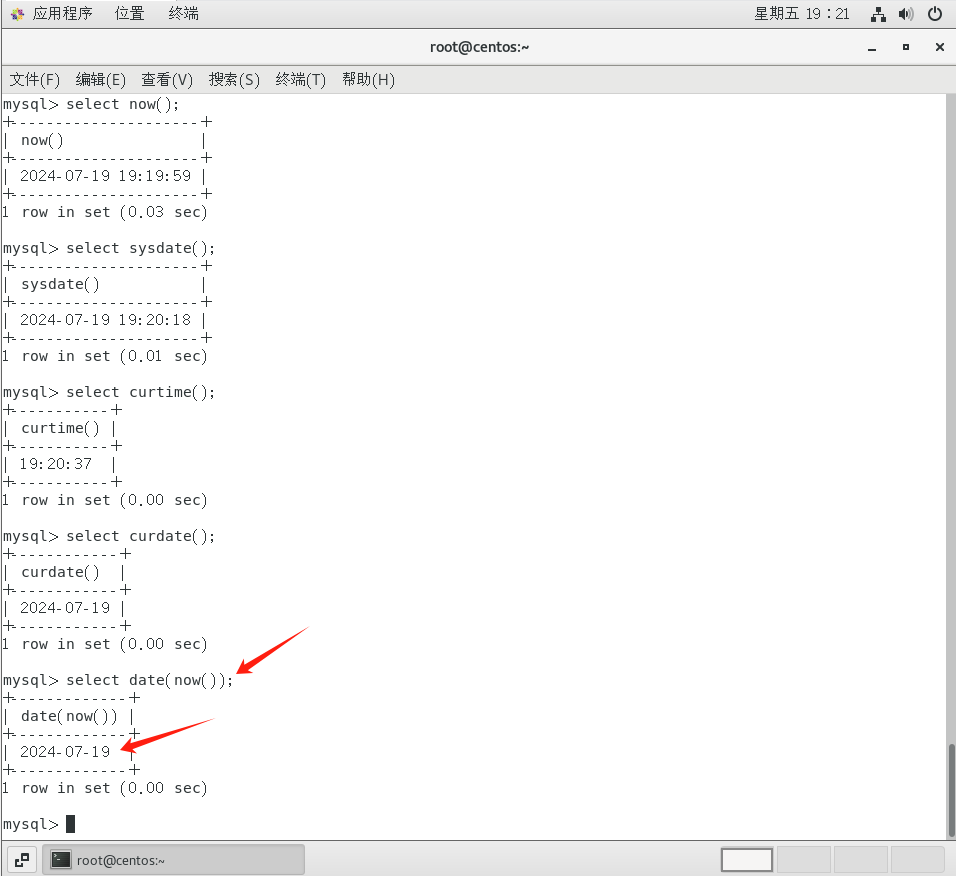 应用程序 位置 终端 星期五 19：21
root@centos:~
文件(F) 编辑(E) 查看(V) 搜索(S) 终端(T) 帮助(H)
mysql> select now();
+---------------------+
| now()               |
+---------------------+
| 2024-07-19 19:19:59 |
+---------------------+
1 row in set (0.03 sec)
mysql> select sysdate();
+---------------------+
| sysdate()           |
+---------------------+
| 2024-07-19 19:20:18 |
+---------------------+
1 row in set (0.01 sec)
mysql> select curtime();
+-----------+
| curtime() |
+-----------+
| 19:20:37  |
+-----------+
1 row in set (0.00 sec)
mysql> select curdate();
+------------+
| curdate()  |
+------------+
| 2024-07-19 |
+------------+
1 row in set (0.00 sec)
mysql> select date(now());
+-------------+
| date(now()) |
+-------------+
| 2024-07-19  |
+-------------+
1 row in set (0.00 sec)
mysql>
root@centos:~